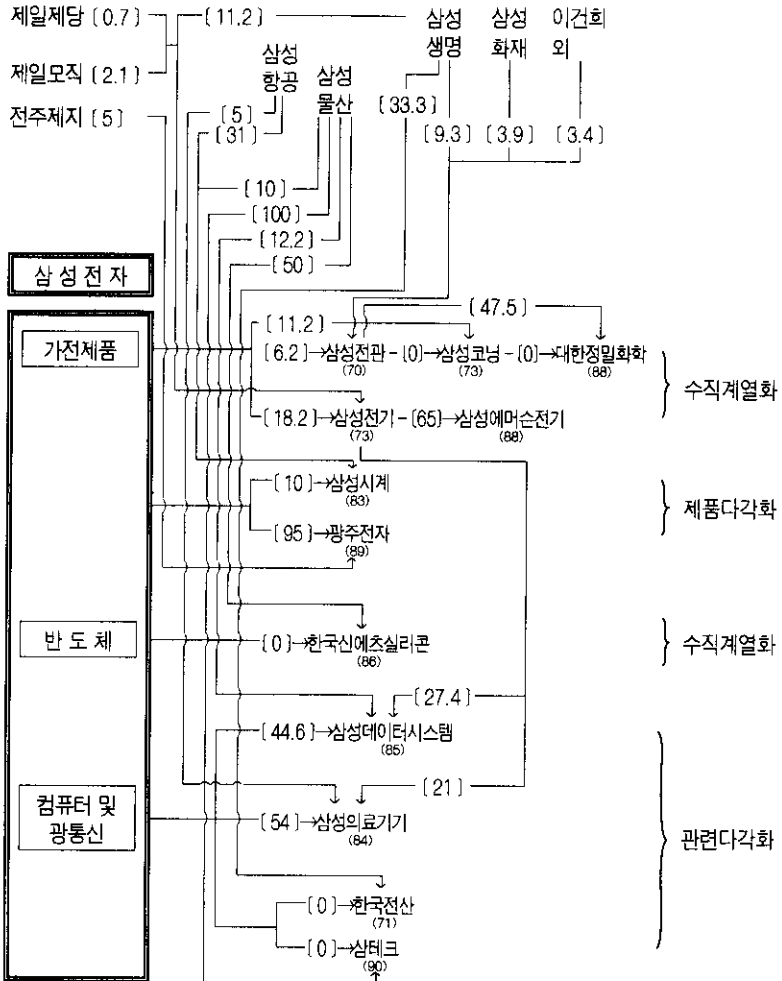 제일제당 [0.7] [11.2] 삼성생명 삼성화재 이건희 외
제일모직 [2.1] 삼성항공 삼성물산
전주제지 [5] [5] [33.3]
[31] [9.3] [3.9] [3.4]
[10]
[100]
[12.2]
[50]
삼성전자
[47.5]
[11.2]
가전제품 [6.2] 삼성전관 - [0] 삼성코닝 - [0] 대한정밀화학
(70) (73) (88)
수직계열화
[18.2] 삼성전기 - [65] 삼성에머슨전기
(73) (88)
[10] 삼성시계
(83)
제품다각화
[95] 광주전자
(89)
반도체 [0] 한국신에츠실리콘 수직계열화
(86)
[27.4]
[44.6] 삼성데이터시스템
(85)
[21]
컴퓨터 및
광통신
[54] 삼성의료기기
(84)
관련다각화
[0] 한국전산
(71)
[0] 삼테크
(90)